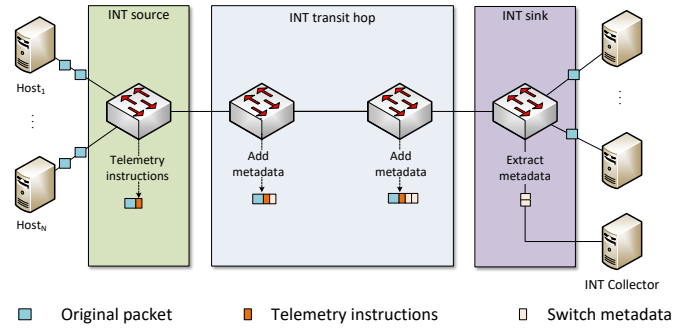 INT source
INT transit hop
INT sink
Host1
⋮
HostN
⋮
Telemetry
instructions
Add
metadata
Add
metadata
Extract
metadata
INT Collector
Original packet
Telemetry instructions
Switch metadata